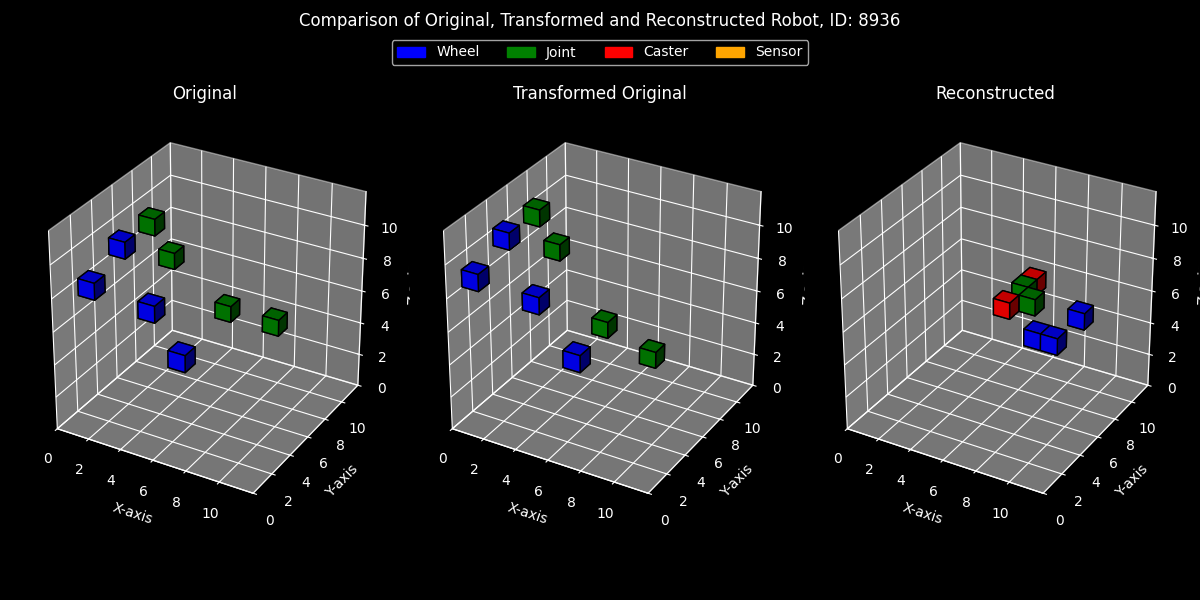 Comparison of Original, Transformed and Reconstructed Robot, ID: 8936
Wheel Joint Caster Sensor
Original
Transformed Original
Reconstructed
10
8
6
4
2
0
10
8
6
4
2
0
10
8
6
4
2
0
0 2 4 6 8 10
0 2 4 6 8 10
X-axis
Y-axis
0 2 4 6 8 10
0 2 4 6 8 10
X-axis
Y-axis
0 2 4 6 8 10
0 2 4 6 8 10
X-axis
Y-axis